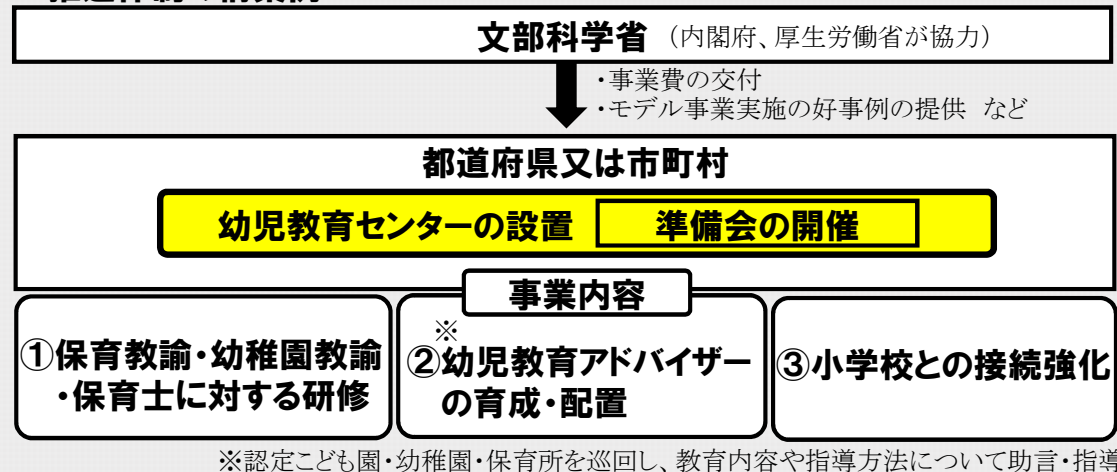 文部科学省 (内閣府、厚生労働省が協力)
・事業費の交付
・モデル事業実施の好事例の提供 など
都道府県又は市町村
幼児教育センターの設置 準備会の開催
事業内容
①保育教諭・幼稚園教諭
・保育士に対する研修
※
②幼児教育アドバイザー
の育成・配置
③小学校との接続強化
※認定こども園・幼稚園・保育所を巡回し、教育内容や指導方法について助言・指導